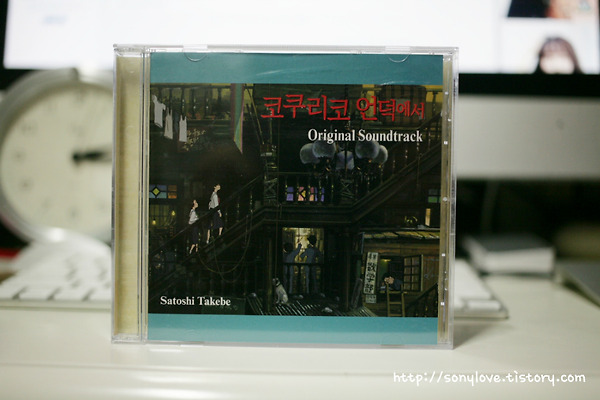 코쿠리코 언덕에서
Original Soundtrack
Satoshi Takebe
http://sonylove.tistory.com/